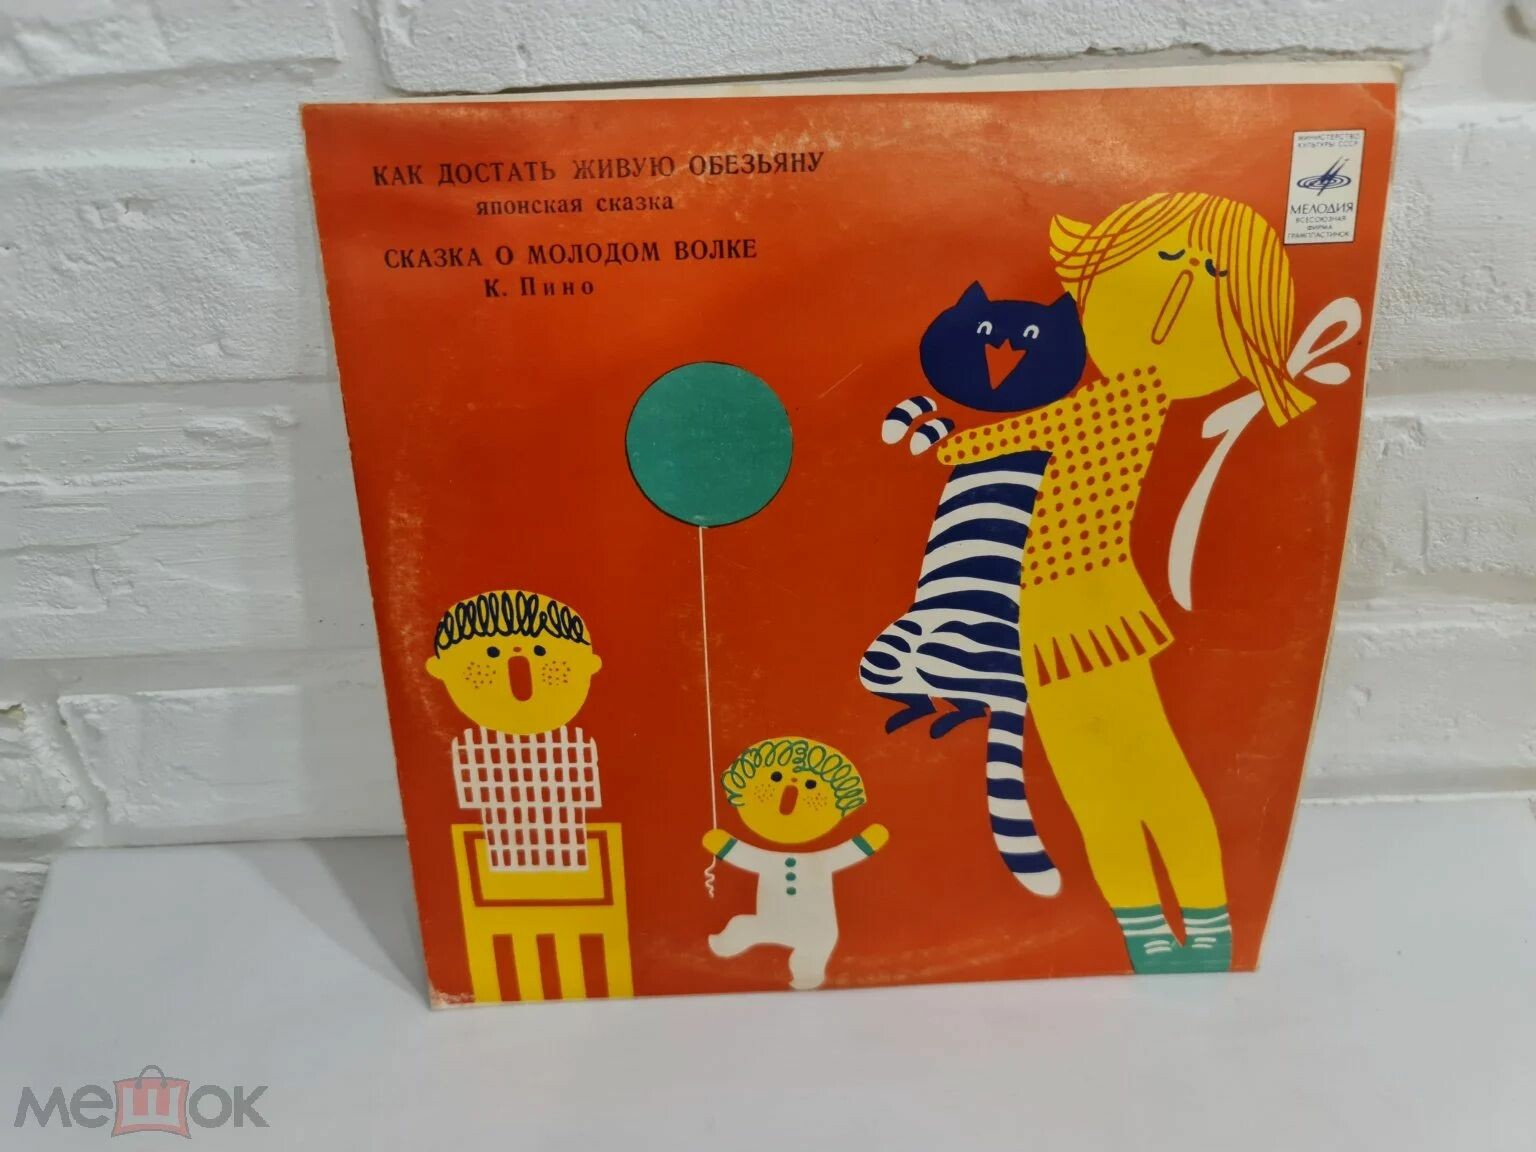 КАК ДОСТАТЬ ЖИВУЮ ОБЕЗЬЯНУ
японская сказка
СКАЗКА О МОЛОДОМ ВОЛКЕ
К. Пино
МИНИСТЕРСТВО
КУЛЬТУРЫ СССР
МЕЛОДИЯ
ВСЕСОЮЗНАЯ
ФИРМА
ГРАМПЛАСТИНОК
мешок